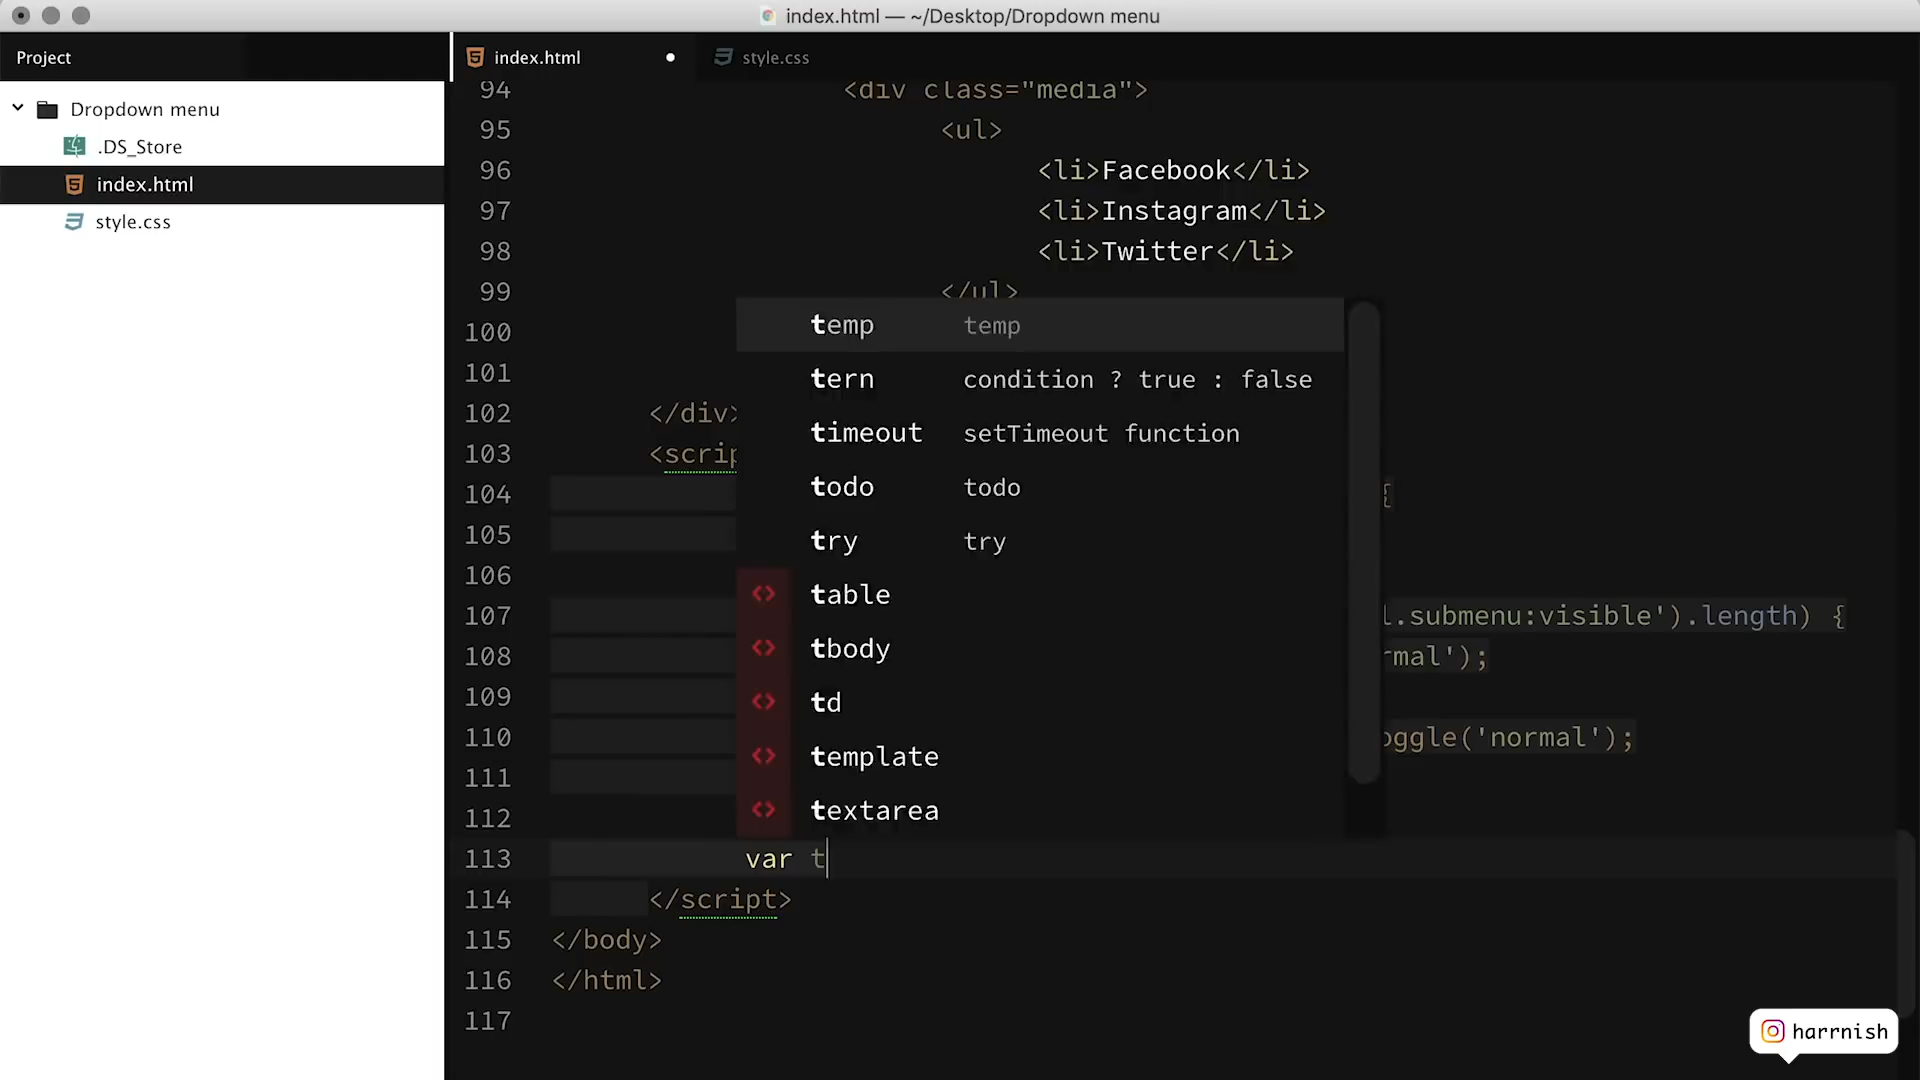 index.html — ~/Desktop/Dropdown menu
Project
index.html
style.css
Dropdown menu
.DS_Store
index.html
style.css
94 <div class="media">
95 <ul>
96 <li>Facebook</li>
97 <li>Instagram</li>
98 <li>Twitter</li>
99 </ul>
100
101
102 </div>
103 <scrip
104 {
105
106
107 l.submenu:visible').length) {
108 rmal');
109
110 oggle('normal');
111
112
temp temp
tern condition ? true : false
timeout setTimeout function
todo todo
try try
table
tbody
td
template
textarea
113 var t
114 </script>
115 </body>
116 </html>
117
harrnish